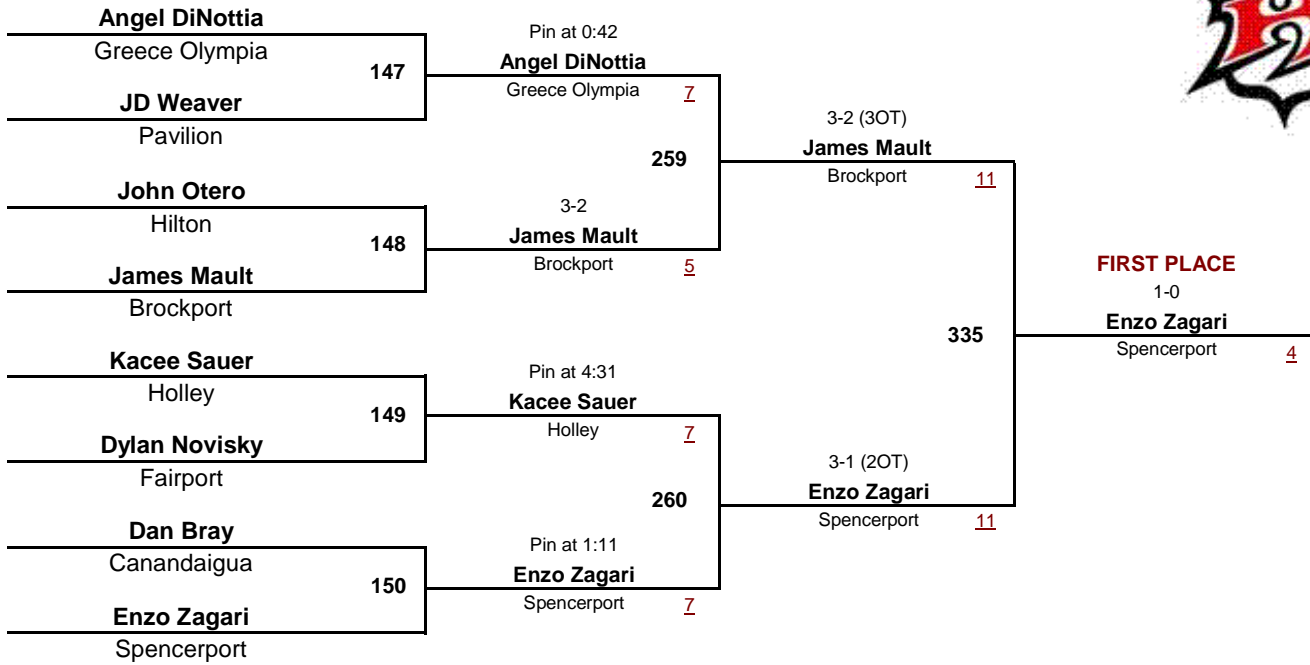 Angel DiNottia
Greece Olympia
147
JD Weaver
Pavilion
John Otero
Hilton
148
James Mault
Brockport
Kacee Sauer
Holley
149
Dylan Novisky
Fairport
Dan Bray
Canandaigua
150
Enzo Zagari
Spencerport
Pin at 0:42
Angel DiNottia
Greece Olympia 7
259
3-2
James Mault
Brockport 5
Pin at 4:31
Kacee Sauer
Holley 7
260
Pin at 1:11
Enzo Zagari
Spencerport 7
3-2 (3OT)
James Mault
Brockport 11
335
3-1 (2OT)
Enzo Zagari
Spencerport 11
FIRST PLACE
1-0
Enzo Zagari
Spencerport 4